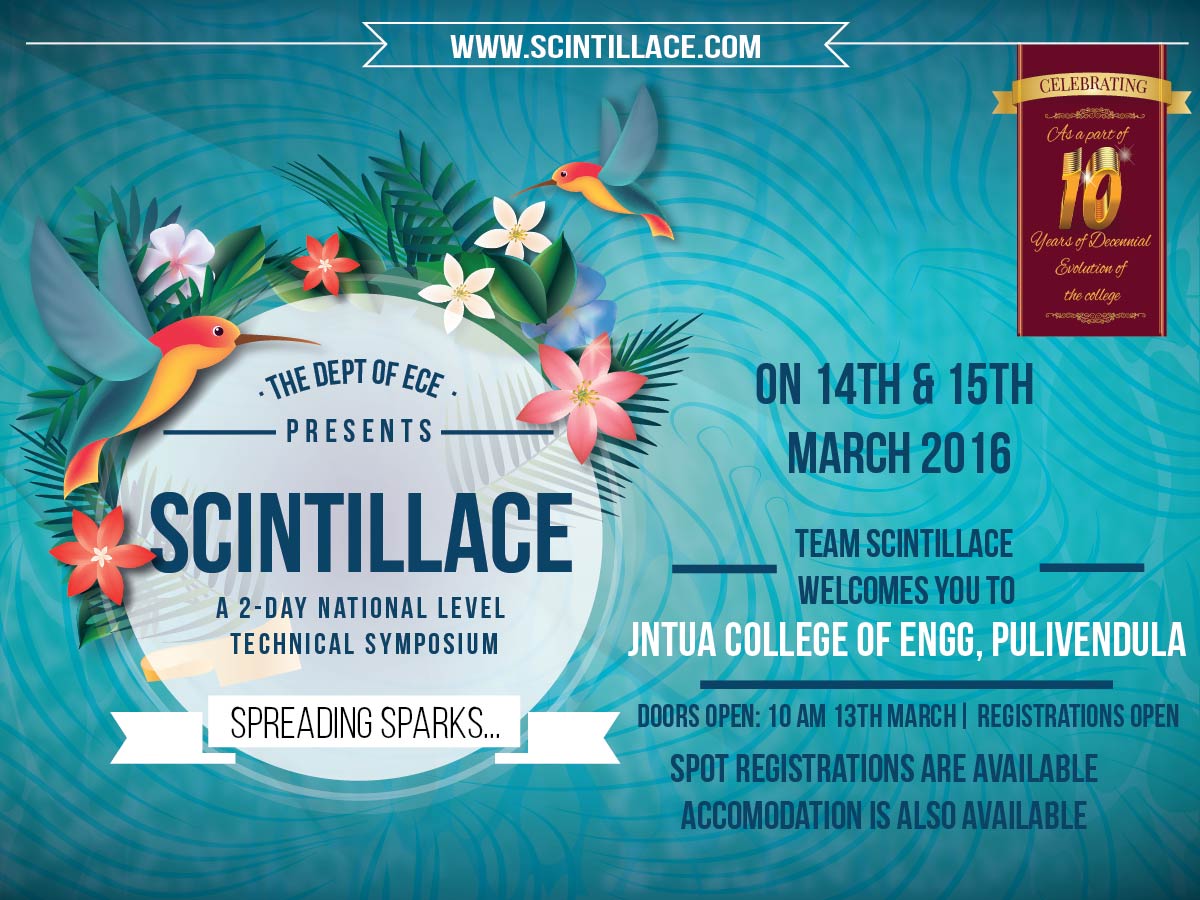 WWW.SCINTILLACE.COM
CELEBRATING
As a part of
10
Years of Decennial
Evolution of
the college
· THE DEPT OF ECE ·
PRESENTS
SCINTILLACE
A 2-DAY NATIONAL LEVEL
TECHNICAL SYMPOSIUM
SPREADING SPARKS...
ON 14TH & 15TH
MARCH 2016
TEAM SCINTILLACE
WELCOMES YOU TO
JNTUA COLLEGE OF ENGG, PULIVENDULA
DOORS OPEN: 10 AM 13TH MARCH | REGISTRATIONS OPEN
SPOT REGISTRATIONS ARE AVAILABLE
ACCOMODATION IS ALSO AVAILABLE